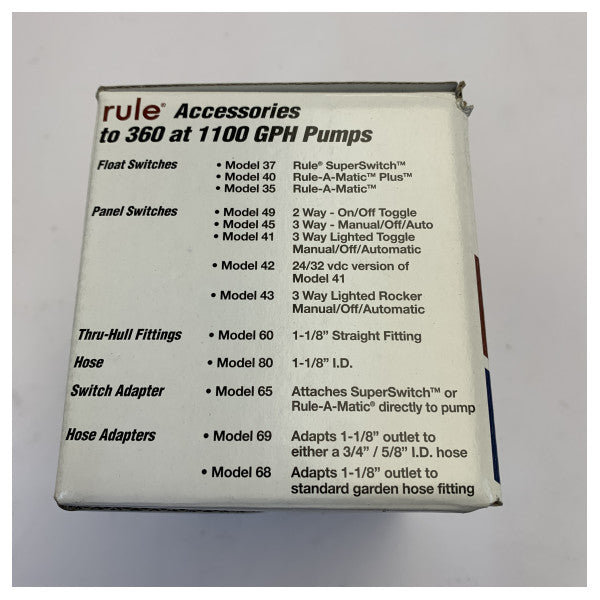 rule® Accessories
to 360 at 1100 GPH Pumps
Float Switches • Model 37 Rule® SuperSwitch™
• Model 40 Rule-A-Matic™ Plus™
• Model 35 Rule-A-Matic™
Panel Switches • Model 49 2 Way - On/Off Toggle
• Model 45 3 Way - Manual/Off/Auto
• Model 41 3 Way Lighted Toggle
Manual/Off/Automatic
• Model 42 24/32 vdc version of
Model 41
• Model 43 3 Way Lighted Rocker
Manual/Off/Automatic
Thru-Hull Fittings • Model 60 1-1/8” Straight Fitting
Hose • Model 80 1-1/8” I.D.
Switch Adapter • Model 65 Attaches SuperSwitch™ or
Rule-A-Matic® directly to pump
Hose Adapters • Model 69 Adapts 1-1/8” outlet to
either a 3/4” / 5/8” I.D. hose
• Model 68 Adapts 1-1/8” outlet to
standard garden hose fitting